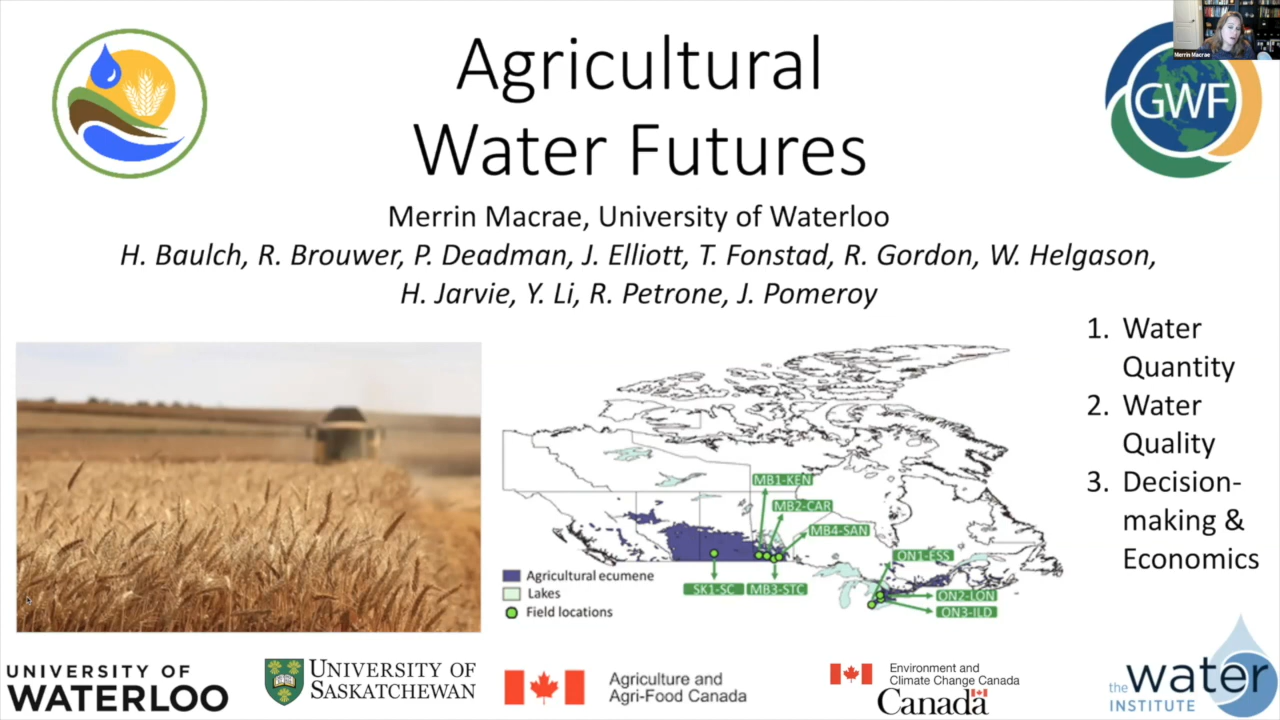 Agricultural
Water Futures
GWF
Merrin Macrae
Merrin Macrae, University of Waterloo
H. Baulch, R. Brouwer, P. Deadman, J. Elliott, T. Fonstad, R. Gordon, W. Helgason,
H. Jarvie, Y. Li, R. Petrone, J. Pomeroy
1. Water
Quantity
2. Water
Quality
3. Decision-
making &
Economics
MB1-KEN
MB2-CAR
MB4-SAN
ON1-ESS
SK1-SC
MB3-STC
ON2-LON
ON3-ILD
Agricultural ecumene
Lakes
Field locations
UNIVERSITY OF
WATERLOO
UNIVERSITY OF
SASKATCHEWAN
Agriculture and
Agri-Food Canada
Environment and
Climate Change Canada
Canada
the water
INSTITUTE